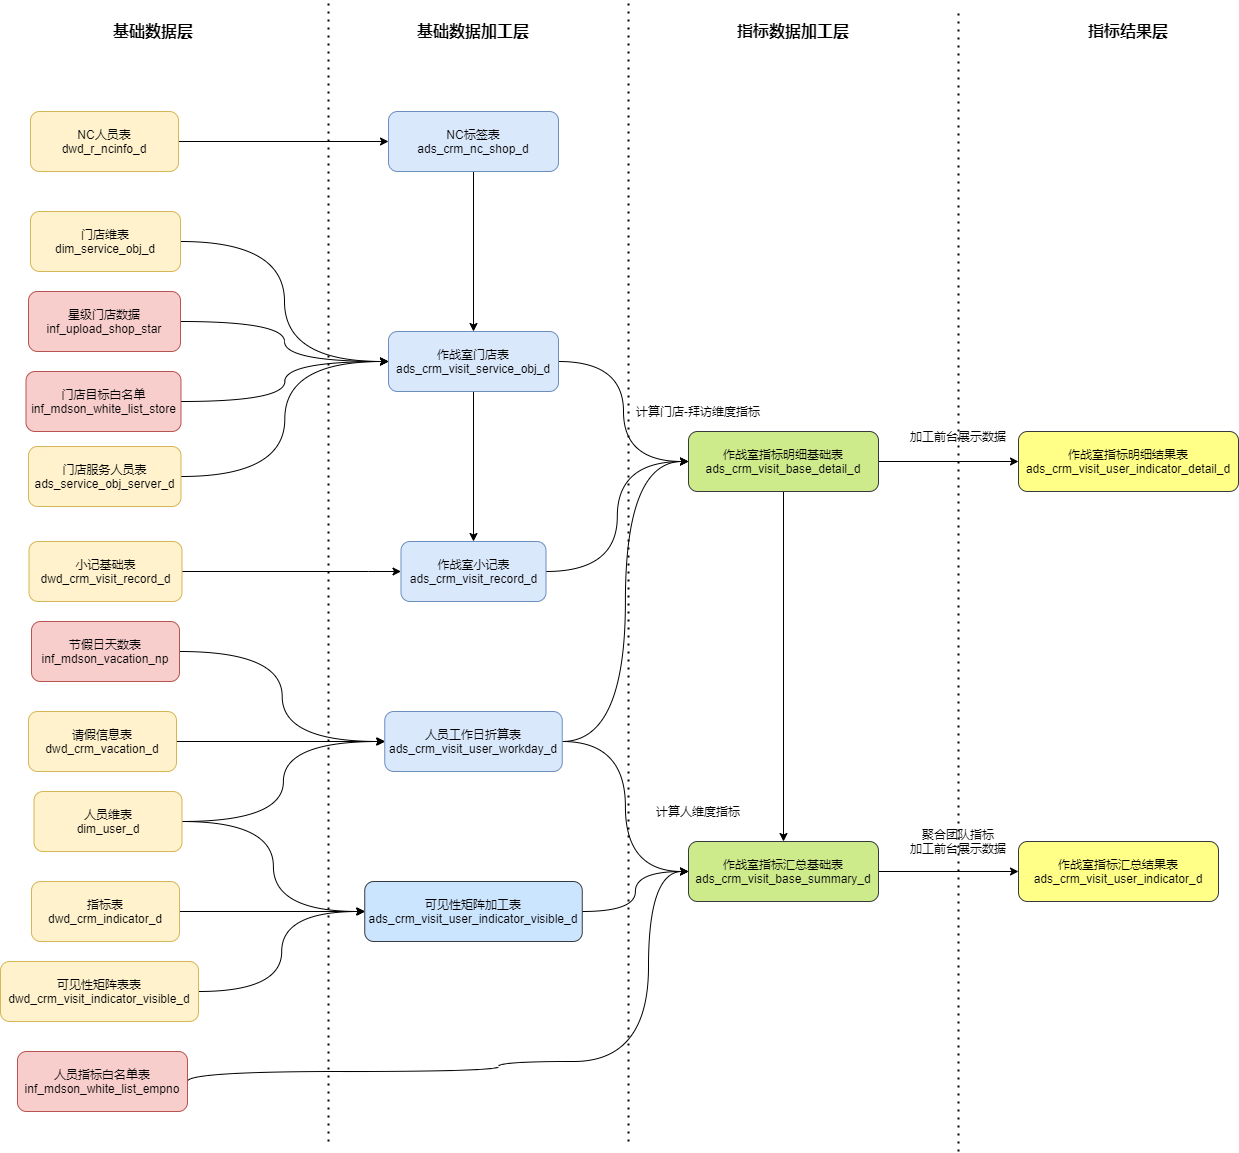 基础数据层
基础数据加工层
指标数据加工层
指标结果层
NC人员表
dwd_r_ncinfo_d
NC标签表
ads_crm_nc_shop_d
门店维表
dim_service_obj_d
星级门店数据
inf_upload_shop_star
作战室门店表
ads_crm_visit_service_obj_d
门店目标白名单
inf_mdson_white_list_store
计算门店-拜访维度指标
加工前台展示数据
门店服务人员表
ads_service_obj_server_d
作战室指标明细基础表
ads_crm_visit_base_detail_d
作战室指标明细结果表
ads_crm_visit_user_indicator_detail_d
小记基础表
dwd_crm_visit_record_d
作战室小记表
ads_crm_visit_record_d
节假日天数表
inf_mdson_vacation_np
请假信息表
dwd_crm_vacation_d
人员工作日折算表
ads_crm_visit_user_workday_d
人员维表
dim_user_d
计算人维度指标
聚合团队指标
加工前台展示数据
作战室指标汇总基础表
ads_crm_visit_base_summary_d
作战室指标汇总结果表
ads_crm_visit_user_indicator_d
指标表
dwd_crm_indicator_d
可见性矩阵加工表
ads_crm_visit_user_indicator_visible_d
可见性矩阵表表
dwd_crm_visit_indicator_visible_d
人员指标白名单表
inf_mdson_white_list_empno